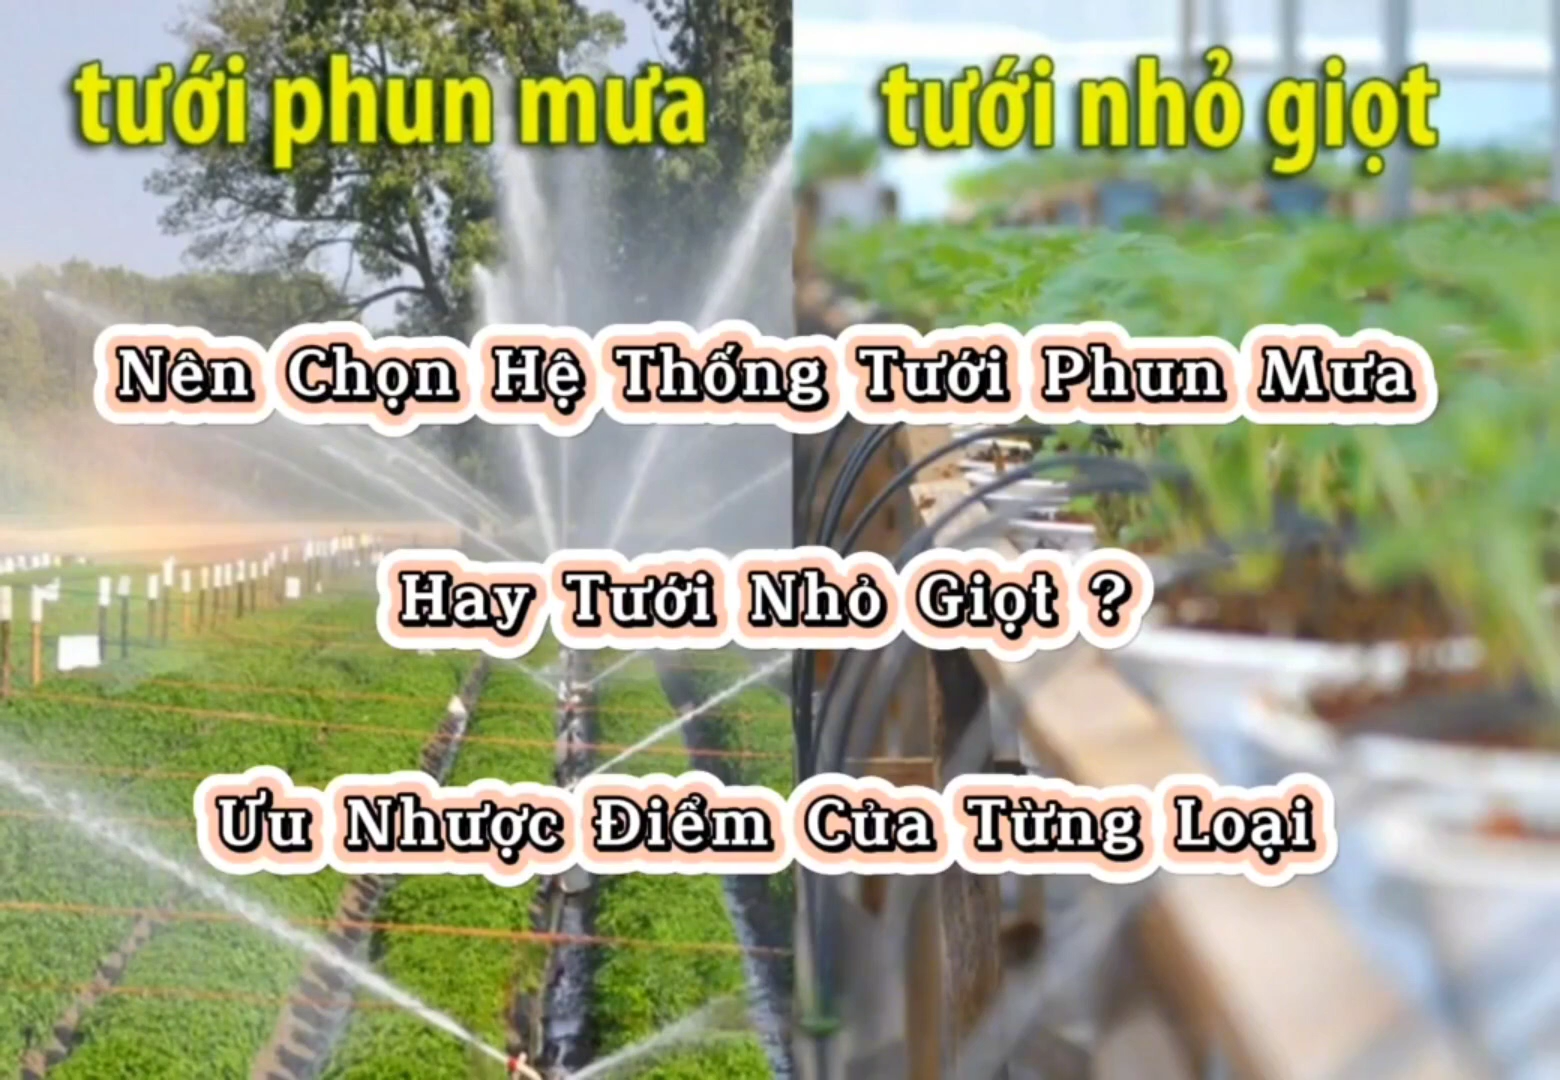 tưới phun mưa
tưới nhỏ giọt
Nên Chọn Hệ Thống Tưới Phun Mưa
Hay Tưới Nhỏ Giọt ?
Ưu Nhược Điểm Của Từng Loại